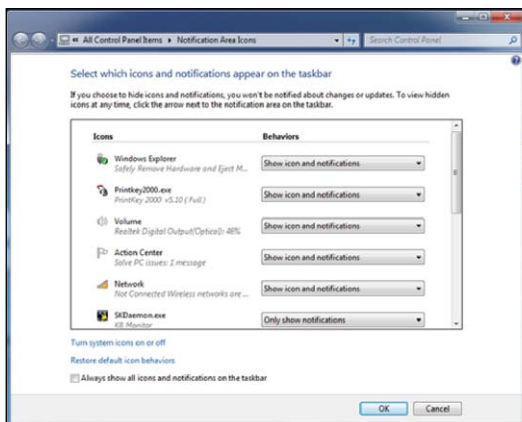 « All Control Panel Items ▸ Notification Area Icons
Search Control Panel
Select which icons and notifications appear on the taskbar
If you choose to hide icons and notifications, you won't be notified about changes or updates. To view hidden
icons at any time, click the arrow next to the notification area on the taskbar.
Icons Behaviors
Windows Explorer
Safely Remove Hardware and Eject M...
Show icon and notifications
Printkey2000.exe
PrintKey 2000 v5.10 ( Full )
Show icon and notifications
Volume
Realtek Digital Output(Optical): 46%
Show icon and notifications
Action Center
Solve PC issues: 1 message
Show icon and notifications
Network
Not Connected Wireless networks are ...
Show icon and notifications
SKDaemon.exe
KB Monitor
Only show notifications
Turn system icons on or off
Restore default icon behaviors
Always show all icons and notifications on the taskbar
OK Cancel